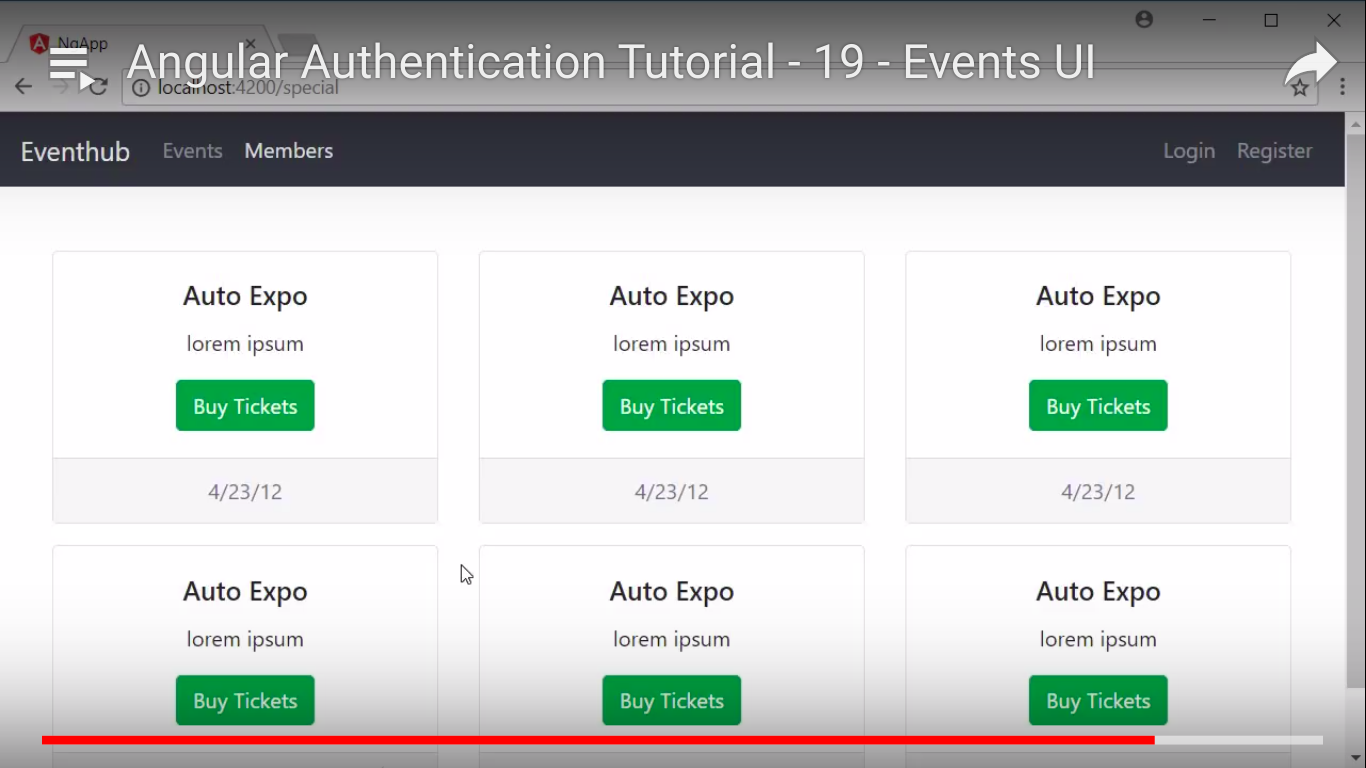 NgApp
Angular Authentication Tutorial - 19 - Events UI
localhost:4200/special
Eventhub Events Members Login Register
Auto Expo Auto Expo Auto Expo
lorem ipsum lorem ipsum lorem ipsum
Buy Tickets Buy Tickets Buy Tickets
4/23/12 4/23/12 4/23/12
Auto Expo Auto Expo Auto Expo
lorem ipsum lorem ipsum lorem ipsum
Buy Tickets Buy Tickets Buy Tickets